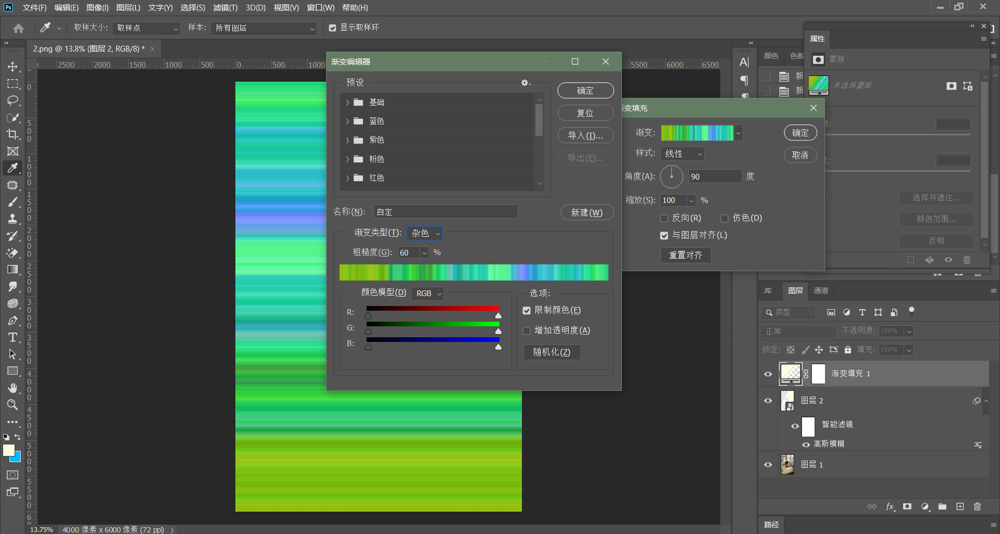 Ps 文件(F) 编辑(E) 图像(I) 图层(L) 文字(Y) 选择(S) 滤镜(T) 3D(D) 视图(V) 窗口(W) 帮助(H)
取样大小: 取样点 样本: 所有图层 显示取样环
2.png @ 13.8% (图层 2, RGB/8) *
2500 2000 1500 1000 500 0 500 1000 5500 6000 6500
渐变编辑器
预设
基础
蓝色
紫色
粉色
红色
确定
复位
导入(I)...
导出(E)...
名称(N): 自定
新建(W)
渐变类型(T): 杂色
粗糙度(G): 60 %
颜色模型(D) RGB
R:
G:
B:
选项:
限制颜色(E)
增加透明度(A)
随机化(Z)
变填充
渐变:
样式: 线性
角度(A): 90 度
缩放(S): 100 %
反向(R) 仿色(D)
与图层对齐(L)
重置对齐
确定
取消
颜色 色板
属性
蒙版
未选择蒙版
选择并遮住...
颜色范围...
反相
库 图层 通道
类型
正常 不透明度: 100%
锁定: 填充: 100%
渐变填充 1
图层 2
智能滤镜
高斯模糊
图层 1
fx
路径
13.75% 4000 像素 x 6000 像素 (72 ppi)